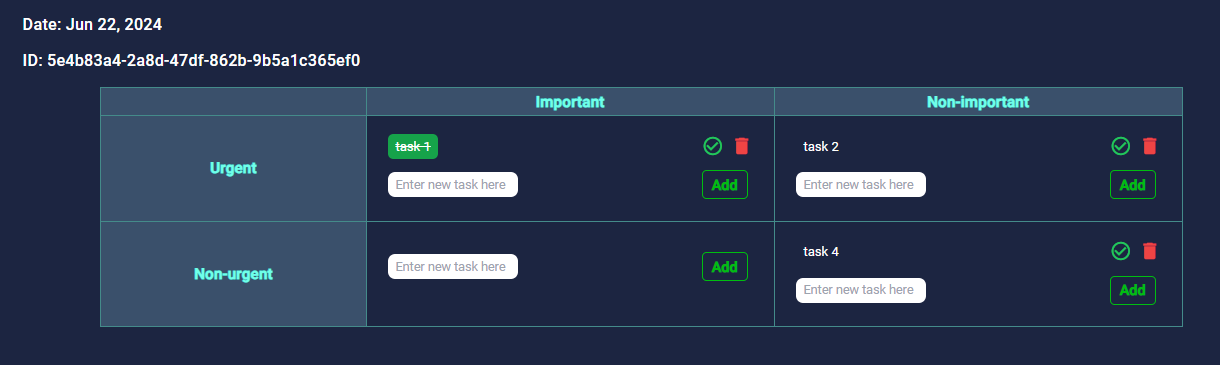 Date: Jun 22, 2024
ID: 5e4b83a4-2a8d-47df-862b-9b5a1c365ef0
Important Non-important
Urgent
task 1
task 2
Enter new task here Add
Enter new task here Add
Non-urgent
Enter new task here Add
task 4
Enter new task here Add